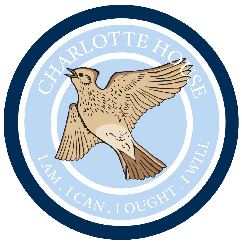 CHARLOTTE HOUSE
I AM . I CAN . I OUGHT . I WILL